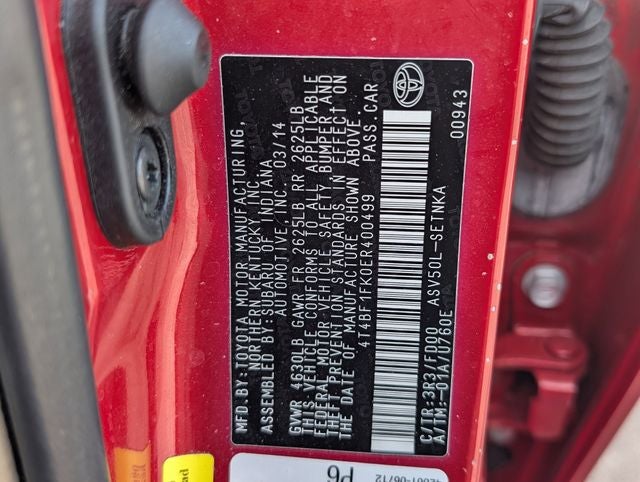 MFD.BY:TOYOTA MOTOR MANUFACTURING,
NORTHERN KENTUCKY, INC.
ASSEMBLED BY: SUBARU OF INDIANA
AUTOMOTIVE, INC. 03/14
GVWR 4630LB GAWR FR 2625LB RR 2625LB
THIS VEHICLE CONFORMS TO ALL APPLICABLE
FEDERAL MOTOR VEHICLE SAFETY, BUMPER, AND
THEFT PREVENTION STANDARDS IN EFFECT ON
THE DATE OF MANUFACTURE SHOWN ABOVE.
4T4BF1FK0ER400499 PASS.CAR
C/TR:3R3/FD00 ASV50L-SETNKA
A/TM:-01A/U760E 00943
P6